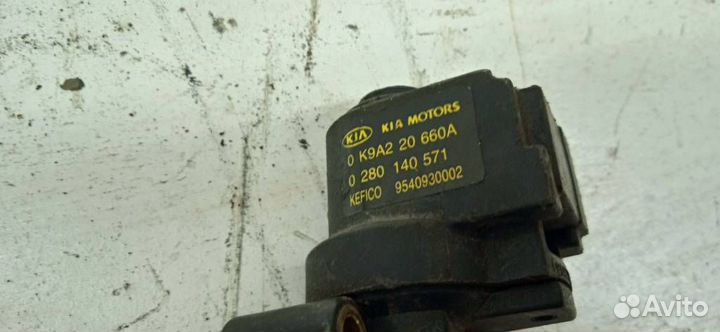 KIA KIA MOTORS
0 K9A2 20 660A
0 280 140 571
KEFICO 9540930002
Avito